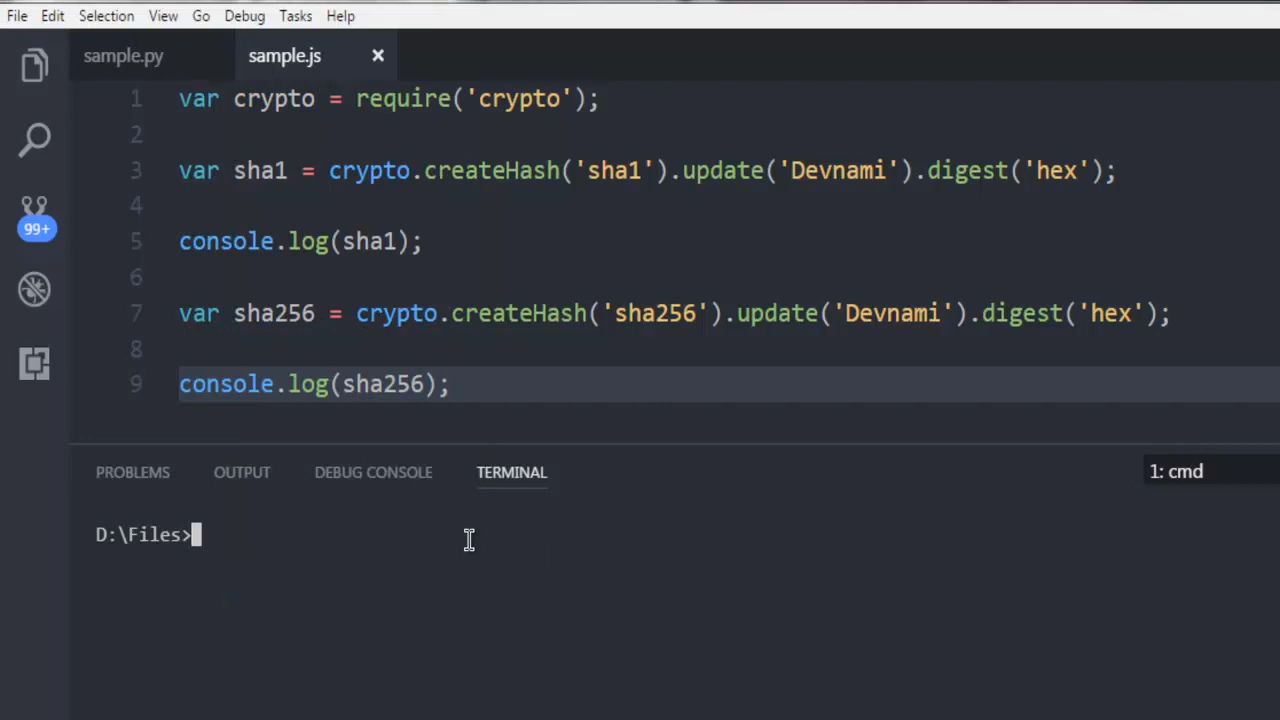 File Edit Selection View Go Debug Tasks Help
sample.py sample.js ×
1 var crypto = require('crypto');
2
3 var sha1 = crypto.createHash('sha1').update('Devnami').digest('hex');
4
5 console.log(sha1);
6
7 var sha256 = crypto.createHash('sha256').update('Devnami').digest('hex');
8
9 console.log(sha256);
99+
PROBLEMS OUTPUT DEBUG CONSOLE TERMINAL 1: cmd
D:\Files>